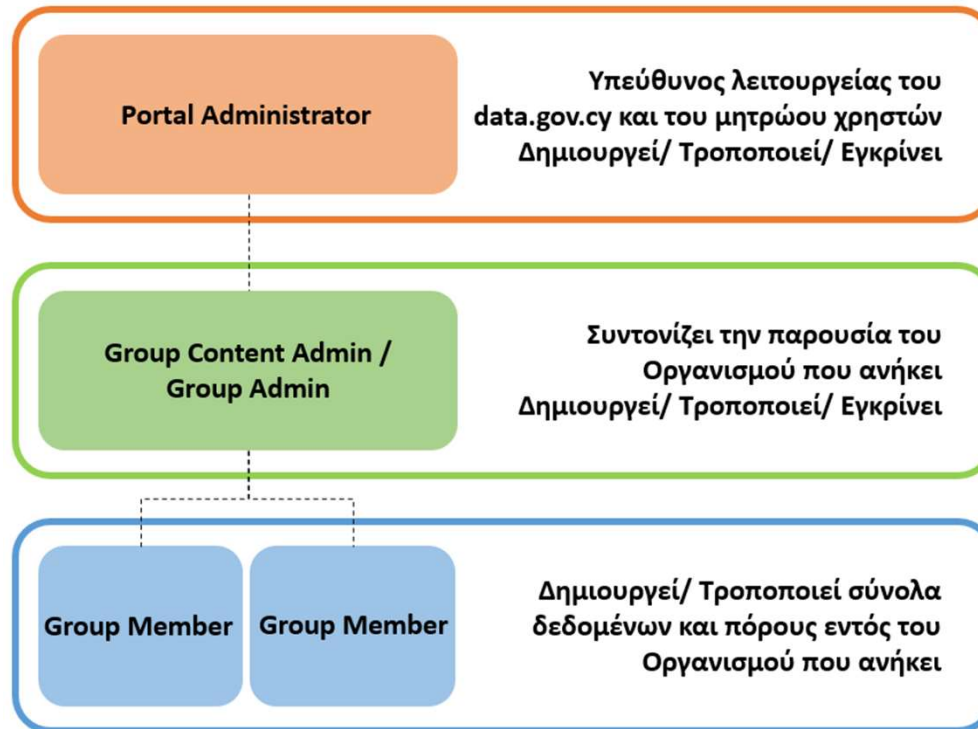 Portal Administrator
Υπεύθυνος λειτουργείας του
data.gov.cy και του μητρώου χρηστών
Δημιουργεί/ Τροποποιεί/ Εγκρίνει
Group Content Admin /
Group Admin
Συντονίζει την παρουσία του
Οργανισμού που ανήκει
Δημιουργεί/ Τροποποιεί/ Εγκρίνει
Group Member
Group Member
Δημιουργεί/ Τροποποιεί σύνολα
δεδομένων και πόρους εντός του
Οργανισμού που ανήκει